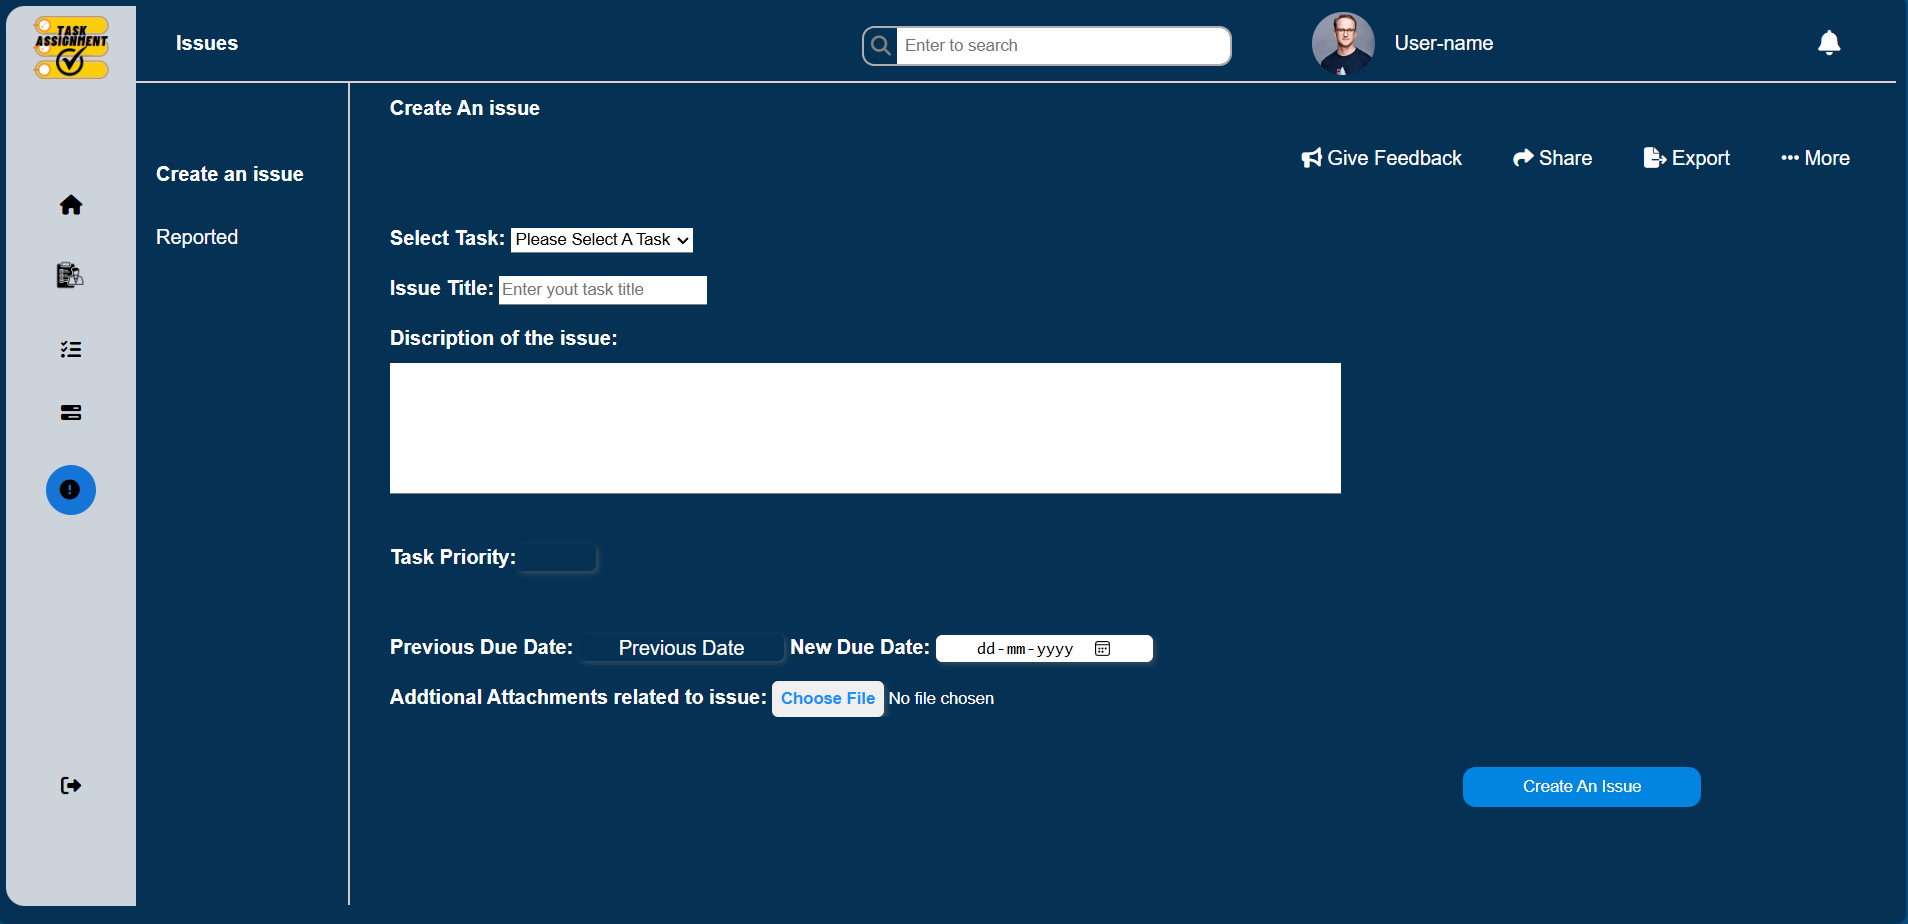 TASK
ASSIGNMENT
Issues
Enter to search
User-name
Create An issue
Give Feedback
Share
Export
More
Create an issue
Reported
Select Task: Please Select A Task
Issue Title: Enter yout task title
Discription of the issue:
Task Priority:
Previous Due Date: Previous Date New Due Date: dd-mm-yyyy
Addtional Attachments related to issue: Choose File No file chosen
Create An Issue